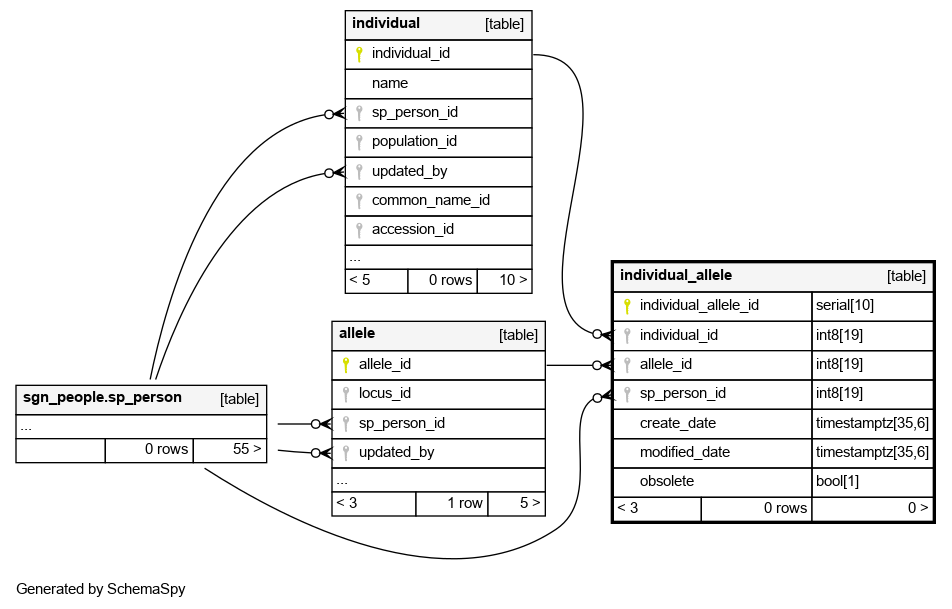 individual [table]
individual_id
name
sp_person_id
population_id
updated_by
common_name_id
accession_id
...
< 5 0 rows 10 >
individual_allele [table]
individual_allele_id serial[10]
individual_id int8[19]
allele_id int8[19]
sp_person_id int8[19]
create_date timestamptz[35,6]
modified_date timestamptz[35,6]
obsolete bool[1]
< 3 0 rows 0 >
allele [table]
allele_id
locus_id
sp_person_id
updated_by
...
< 3 1 row 5 >
sgn_people.sp_person [table]
...
0 rows 55 >
Generated by SchemaSpy